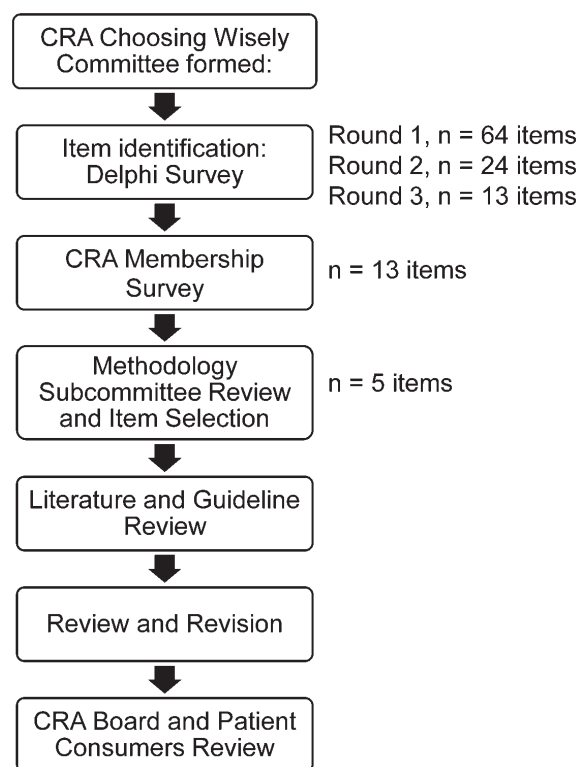 CRA Choosing Wisely
Committee formed:
Item identification:
Delphi Survey
Round 1, n = 64 items
Round 2, n = 24 items
Round 3, n = 13 items
CRA Membership
Survey
n = 13 items
Methodology
Subcommittee Review
and Item Selection
n = 5 items
Literature and Guideline
Review
Review and Revision
CRA Board and Patient
Consumers Review